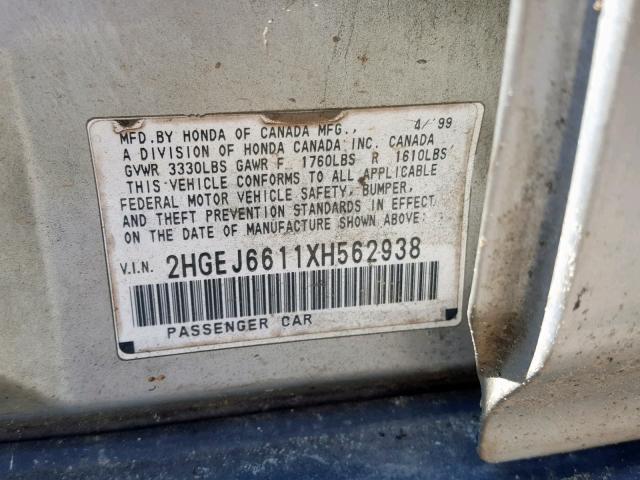 MFD.BY HONDA OF CANADA MFG., 4/'99
A DIVISION OF HONDA CANADA INC. CANADA
GVWR 3330LBS GAWR F 1760LBS R 1610LBS
THIS VEHICLE CONFORMS TO ALL APPLICABLE
FEDERAL MOTOR VEHICLE SAFETY, BUMPER,
AND THEFT PREVENTION STANDARDS IN EFFECT
ON THE DATE OF MANUFACTURE SHOWN ABOVE.
V.I.N. 2HGEJ6611XH562938
PASSENGER CAR